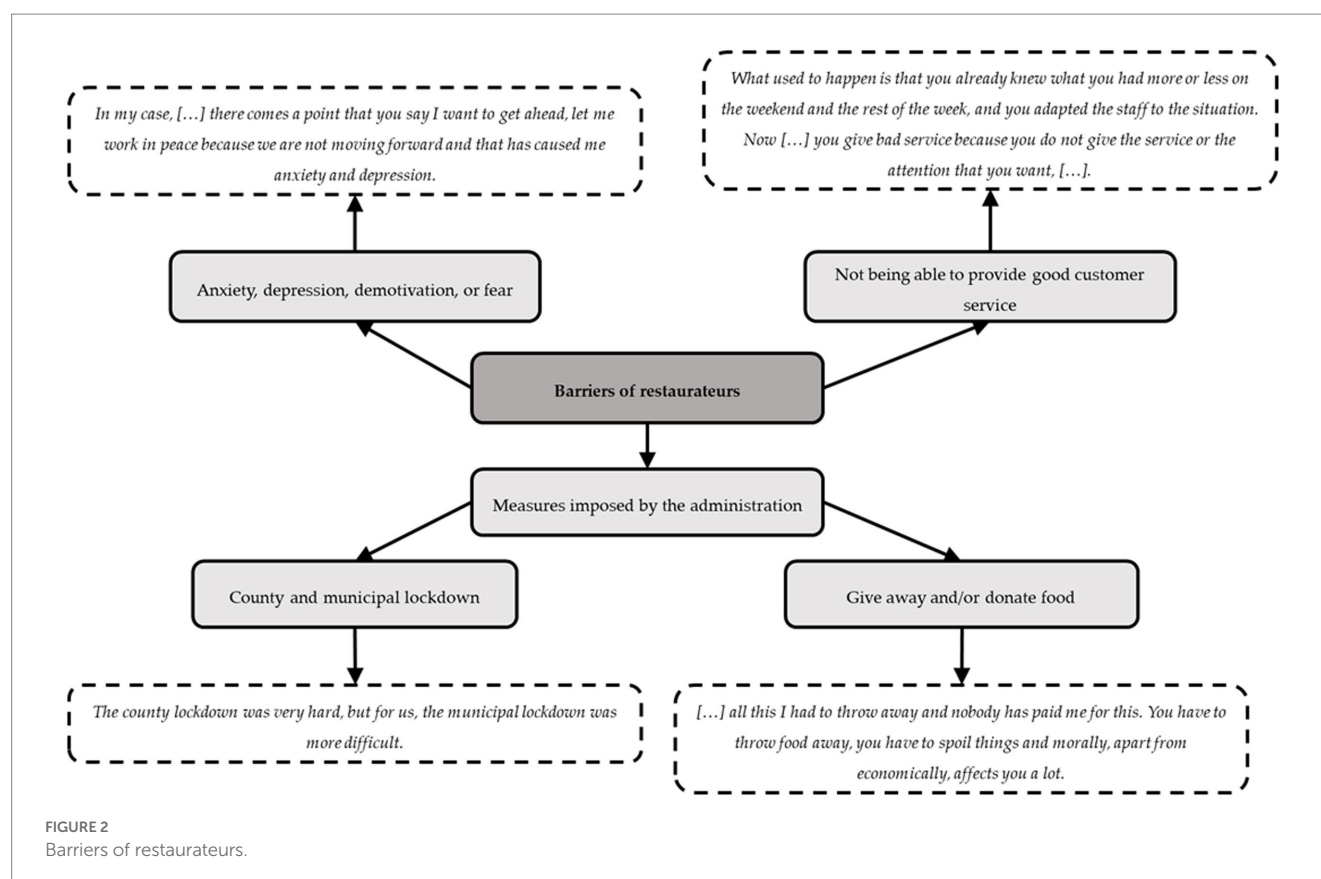 In my case, […] there comes a point that you say I want to get ahead, let me
work in peace because we are not moving forward and that has caused me
anxiety and depression.
What used to happen is that you already knew what you had more or less on
the weekend and the rest of the week, and you adapted the staff to the situation.
Now […] you give bad service because you do not give the service or the
attention that you want, […].
Anxiety, depression, demotivation, or fear
Not being able to provide good customer
service
Barriers of restaurateurs
Measures imposed by the administration
County and municipal lockdown
Give away and/or donate food
The county lockdown was very hard, but for us, the municipal lockdown was
more difficult.
[…] all this I had to throw away and nobody has paid me for this. You have to
throw food away, you have to spoil things and morally, apart from
economically, affects you a lot.
FIGURE 2
Barriers of restaurateurs.